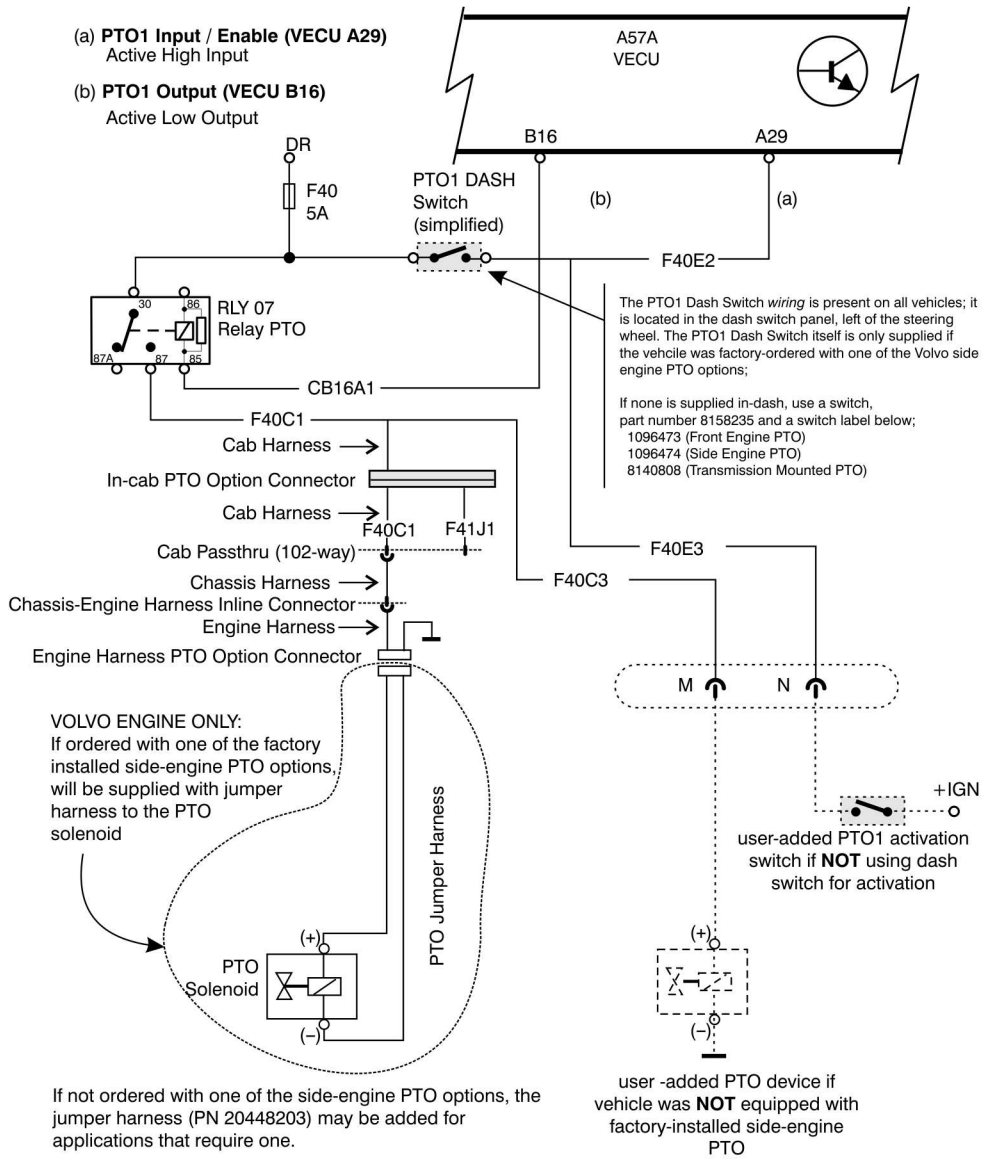 (a) PTO1 Input / Enable (VECU A29)
Active High Input
(b) PTO1 Output (VECU B16)
Active Low Output
A57A
VECU
B16
A29
DR
F40
5A
PTO1 DASH
Switch
(simplified)
(b)
(a)
F40E2
30
86
RLY 07
Relay PTO
87A
87
85
The PTO1 Dash Switch wiring is present on all vehicles; it
is located in the dash switch panel, left of the steering
wheel. The PTO1 Dash Switch itself is only supplied if
the vehcile was factory-ordered with one of the Volvo side
engine PTO options;
If none is supplied in-dash, use a switch,
part number 8158235 and a switch label below;
1096473 (Front Engine PTO)
1096474 (Side Engine PTO)
8140808 (Transmission Mounted PTO)
CB16A1
F40C1
Cab Harness
In-cab PTO Option Connector
Cab Harness
F40C1
F41J1
Cab Passthru (102-way)
F40E3
F40C3
Chassis Harness
Chassis-Engine Harness Inline Connector
Engine Harness
Engine Harness PTO Option Connector
M
N
VOLVO ENGINE ONLY:
If ordered with one of the factory
installed side-engine PTO options,
will be supplied with jumper
harness to the PTO
solenoid
+IGN
user-added PTO1 activation
switch if NOT using dash
switch for activation
PTO Jumper Harness
(+)
PTO
Solenoid
(–)
(+)
(–)
user -added PTO device if
vehicle was NOT equipped with
factory-installed side-engine
PTO
If not ordered with one of the side-engine PTO options, the
jumper harness (PN 20448203) may be added for
applications that require one.